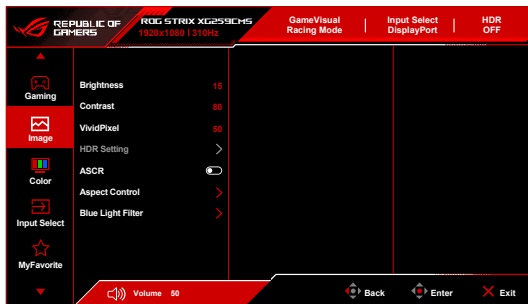 REPUBLIC OF
GAMERS
ROG STRIX XG259CMS
1920x1080 | 310Hz
GameVisual
Racing Mode
Input Select
DisplayPort
HDR
OFF
Gaming
Image
Color
Input Select
MyFavorite
Brightness 15
Contrast 80
VividPixel 50
HDR Setting
ASCR
Aspect Control
Blue Light Filter
Volume 50
Back
Enter
Exit